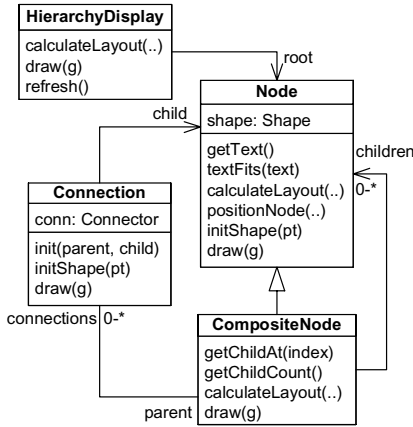 HierarchyDisplay
calculateLayout(..)
draw(g)
refresh()
root
child
Node
shape: Shape
getText()
textFits(text)
calculateLayout(..)
positionNode(..)
initShape(pt)
draw(g)
children
0-*
Connection
conn: Connector
init(parent, child)
initShape(pt)
draw(g)
connections 0-*
parent
CompositeNode
getChildAt(index)
getChildCount()
calculateLayout(..)
draw(g)